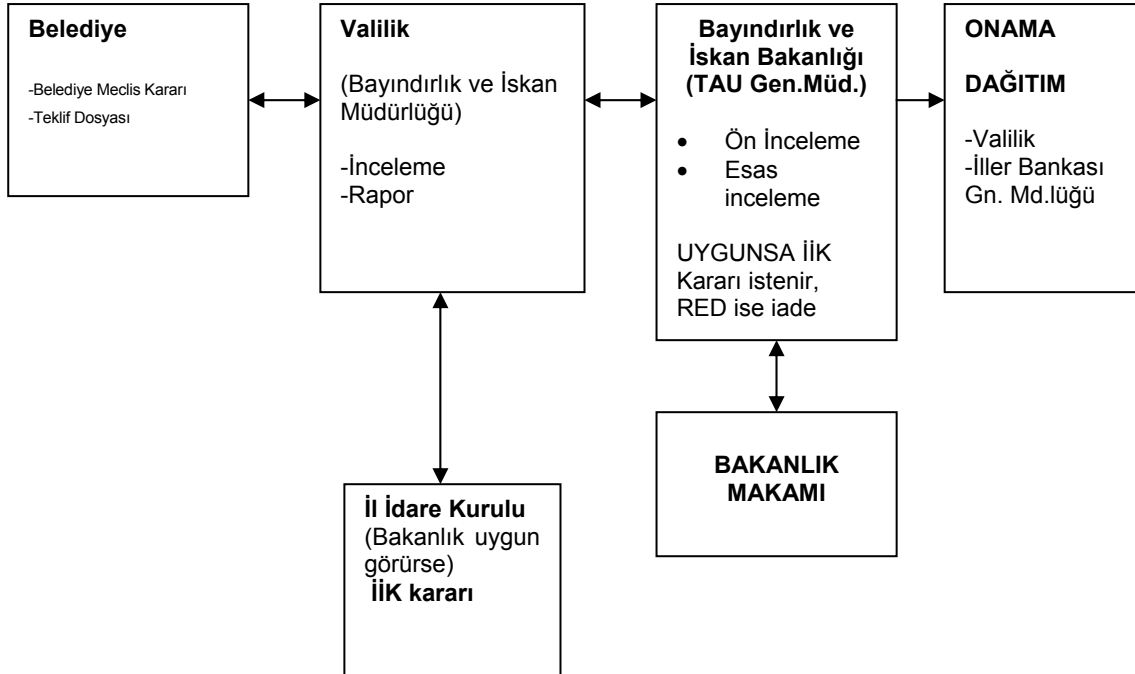 Belediye
-Belediye Meclis Kararı
-Teklif Dosyası
Valilik
(Bayındırlık ve İskan
Müdürlüğü)
-İnceleme
-Rapor
Bayındırlık ve
İskan Bakanlığı
(TAU Gen.Müd.)
• Ön İnceleme
• Esas
inceleme
UYGUNSA İİK
Kararı istenir,
RED ise iade
ONAMA
DAĞITIM
-Valilik
-İller Bankası
Gn. Md.lüğü
İl İdare Kurulu
(Bakanlık uygun
görürse)
İİK kararı
BAKANLIK
MAKAMI